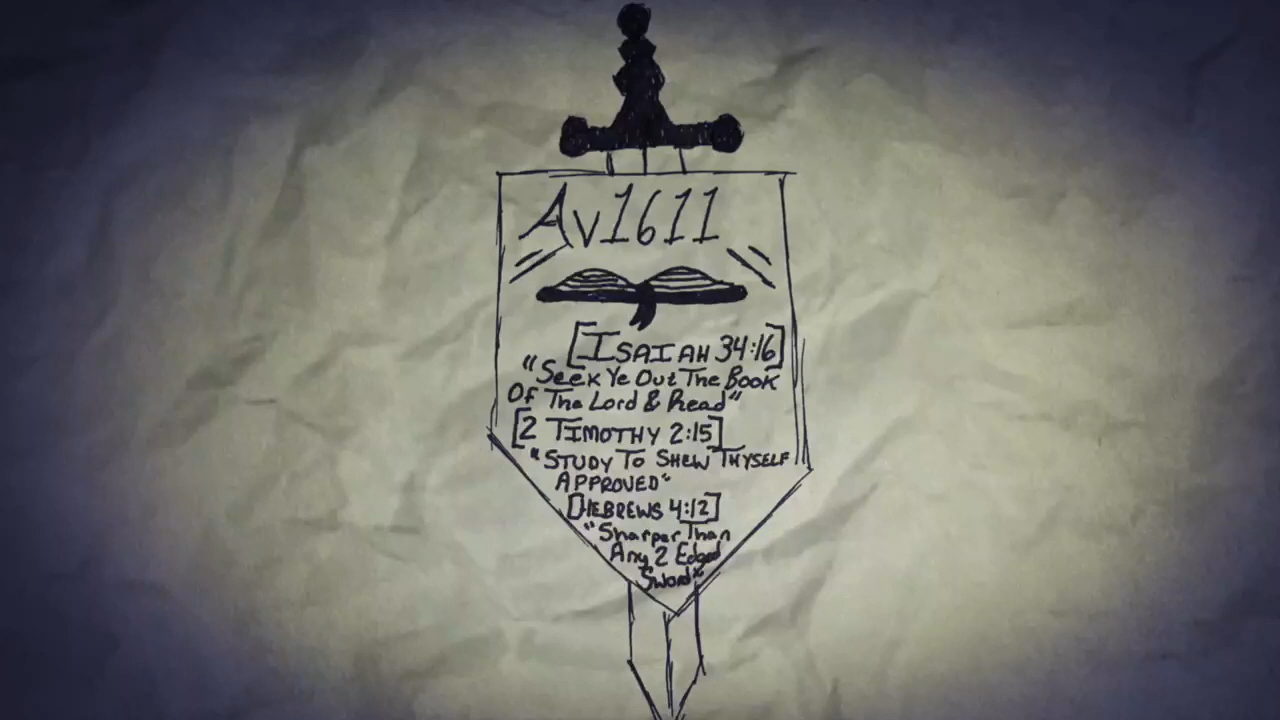 Av1611
[ISAIAH 34:16]
"Seek Ye Out The Book
Of The Lord & Read"
[2 TIMOTHY 2:15]
"STUDY TO SHEW THYSELF
APPROVED"
[HEBREWS 4:12]
"Sharper Than
Any 2 Edged
Sword"